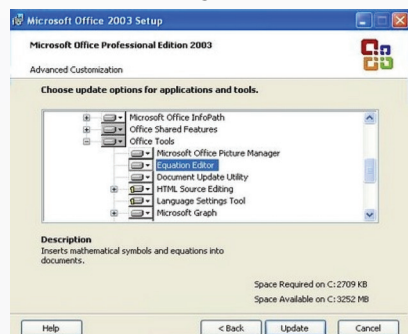 Microsoft Office 2003 Setup
Microsoft Office Professional Edition 2003
Advanced Customization
Choose update options for applications and tools.
Microsoft Office InfoPath
Office Shared Features
Office Tools
Microsoft Office Picture Manager
Equation Editor
Document Update Utility
HTML Source Editing
Language Settings Tool
Microsoft Graph
Description
Inserts mathematical symbols and equations into
documents.
Space Required on C: 2709 KB
Space Available on C: 3252 MB
Help
< Back
Update
Cancel